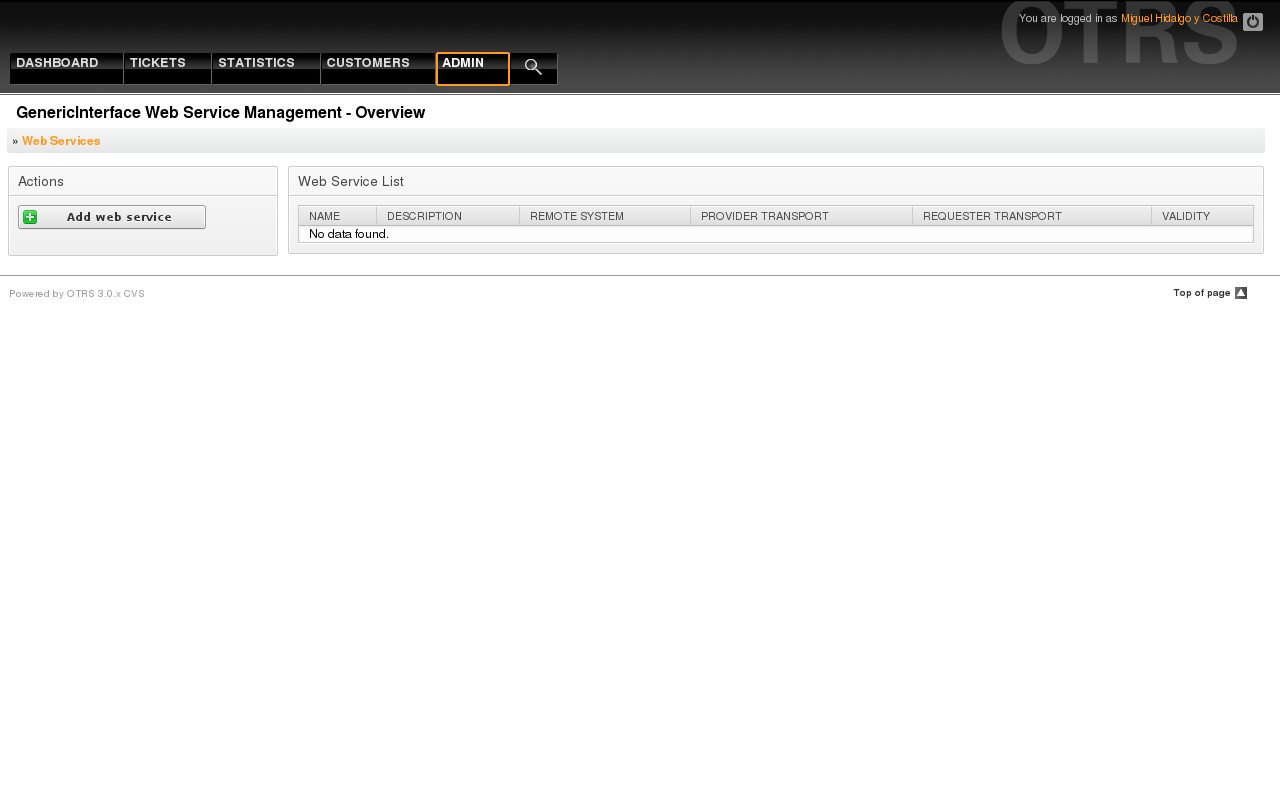 OTRS
You are logged in as Miguel Hidalgo y Costilla
DASHBOARD TICKETS STATISTICS CUSTOMERS ADMIN
GenericInterface Web Service Management - Overview
» Web Services
Actions
Add web service
Web Service List
NAME DESCRIPTION REMOTE SYSTEM PROVIDER TRANSPORT REQUESTER TRANSPORT VALIDITY
No data found.
Powered by OTRS 3.0.x CVS
Top of page